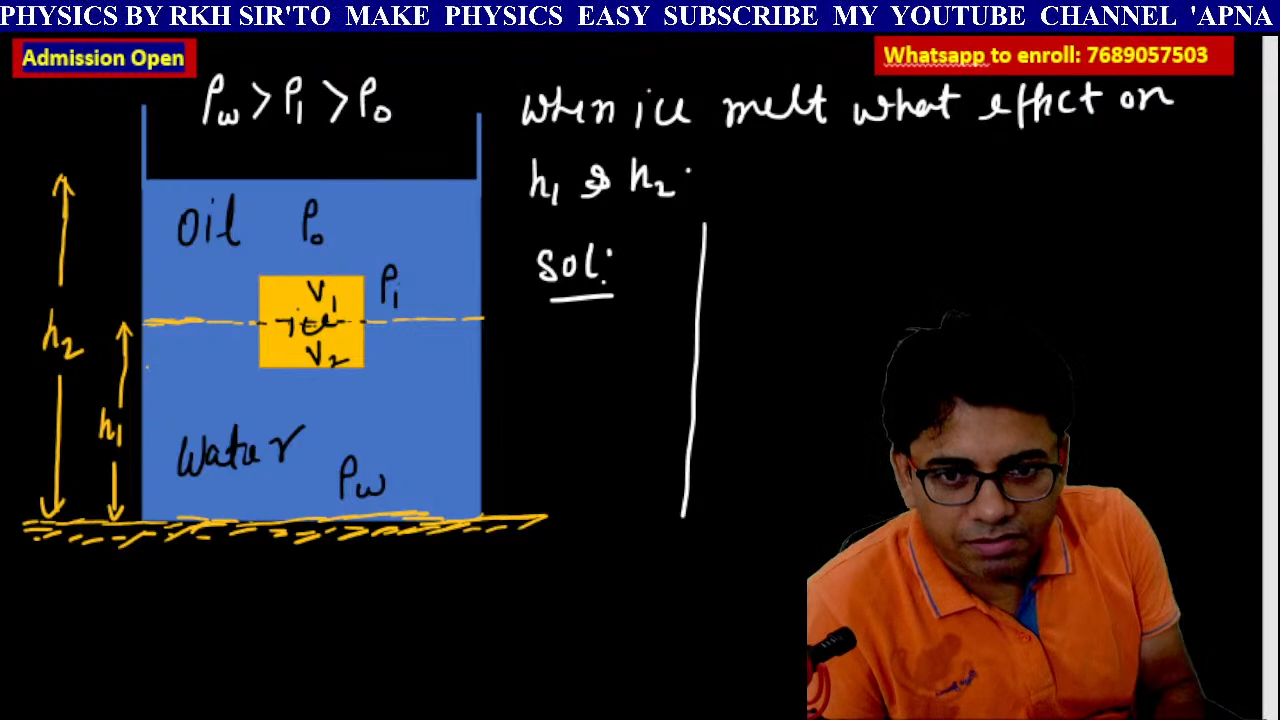 PHYSICS BY RKH SIR'TO MAKE PHYSICS EASY SUBSCRIBE MY YOUTUBE CHANNEL 'APNA
Admission Open
Whatsapp to enroll: 7689057503
ρw > ρ1 > ρo
When ice melt what effect on
h1 & h2.
Sol:
Oil ρo
V1
ρ1
ice
V2
h2
h1
Water
ρw